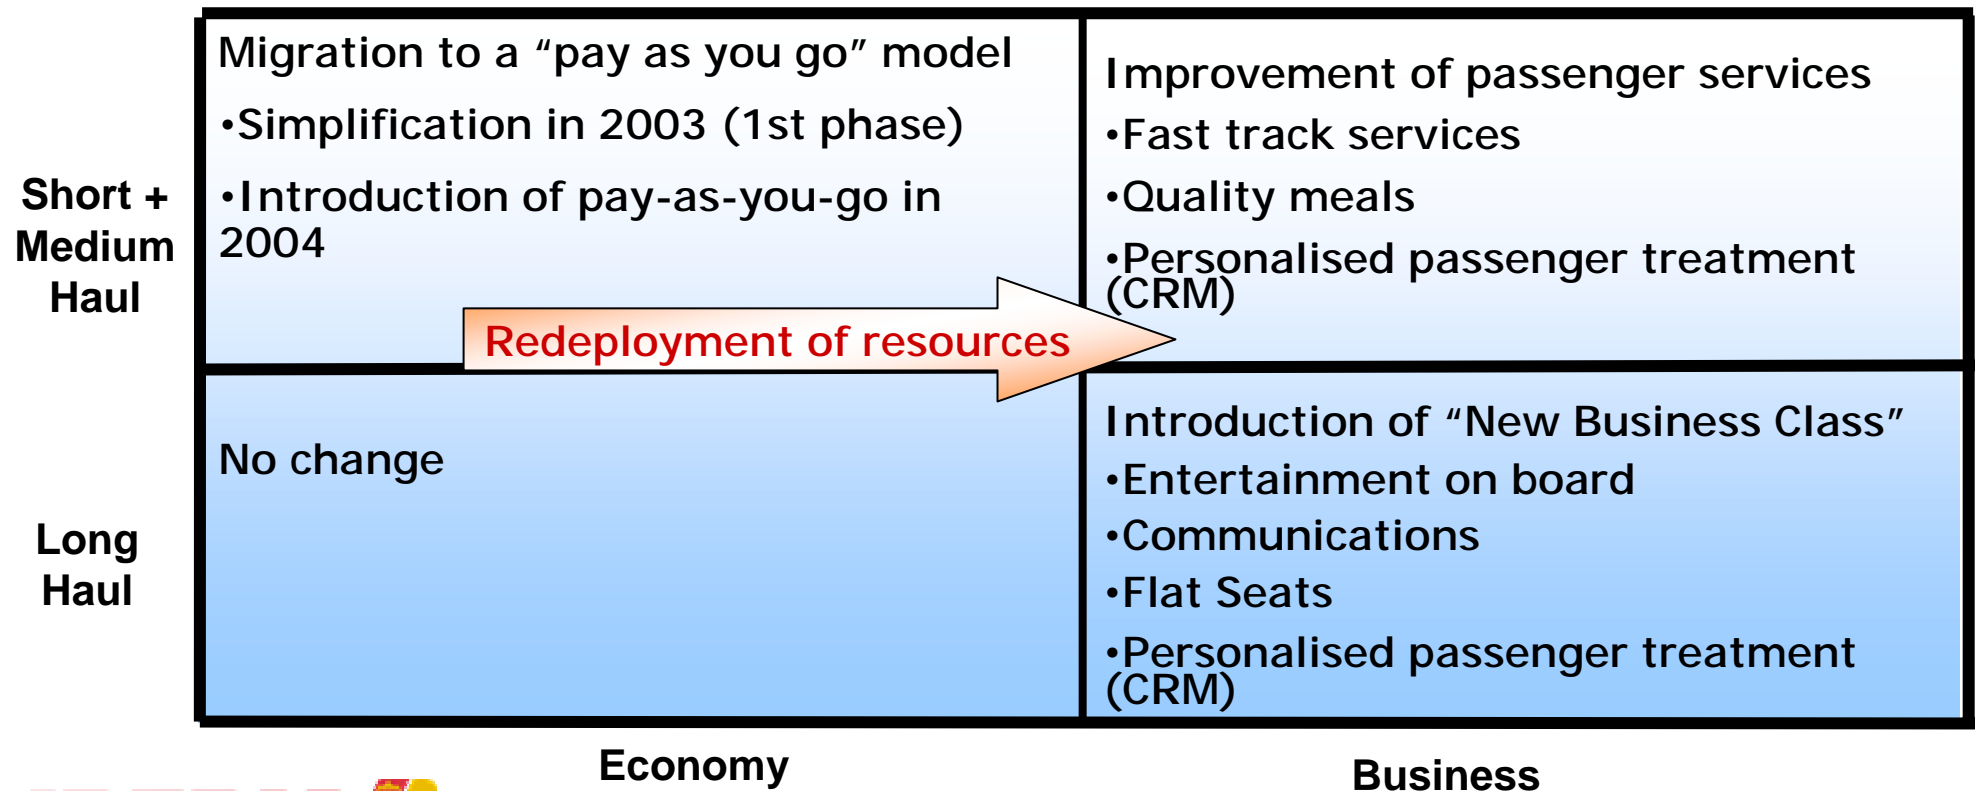 Migration to a “pay as you go” model
•Simplification in 2003 (1st phase)
•Introduction of pay-as-you-go in
2004
Improvement of passenger services
•Fast track services
•Quality meals
•Personalised passenger treatment
(CRM)
Short +
Medium
Haul
Redeployment of resources
No change
Introduction of “New Business Class”
•Entertainment on board
•Communications
•Flat Seats
•Personalised passenger treatment
(CRM)
Long
Haul
Economy
Business